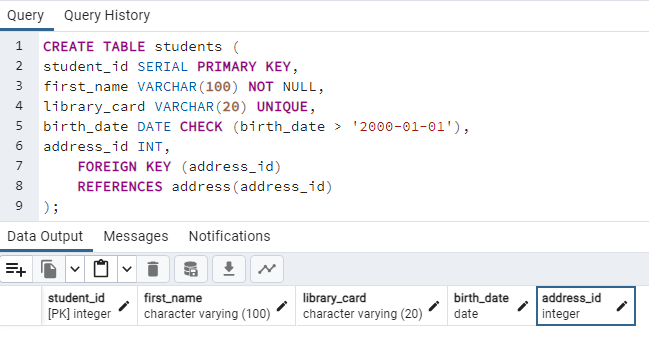 Query Query History
1 CREATE TABLE students (
2 student_id SERIAL PRIMARY KEY,
3 first_name VARCHAR(100) NOT NULL,
4 library_card VARCHAR(20) UNIQUE,
5 birth_date DATE CHECK (birth_date > '2000-01-01'),
6 address_id INT,
7     FOREIGN KEY (address_id)
8     REFERENCES address(address_id)
9 );
Data Output Messages Notifications
student_id first_name library_card birth_date address_id
[PK] integer character varying (100) character varying (20) date integer